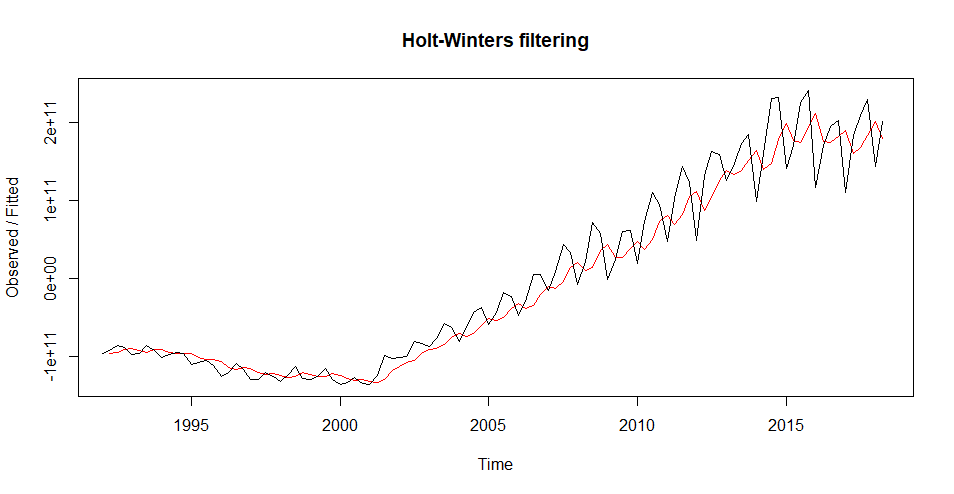 Holt-Winters filtering
Observed / Fitted
2e+11
1e+11
0e+00
-1e+11
1995 2000 2005 2010 2015
Time